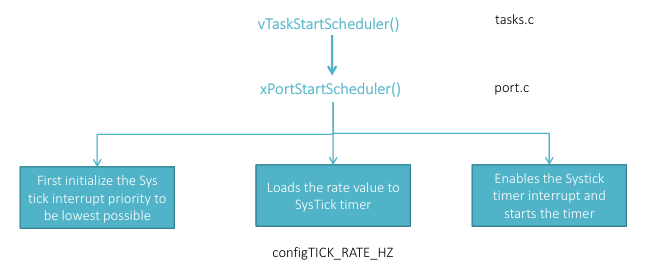 vTaskStartScheduler()
tasks.c
xPortStartScheduler()
port.c
First initialize the Sys
tick interrupt priority to
be lowest possible
Loads the rate value to
SysTick timer
Enables the Systick
timer interrupt and
starts the timer
configTICK_RATE_HZ